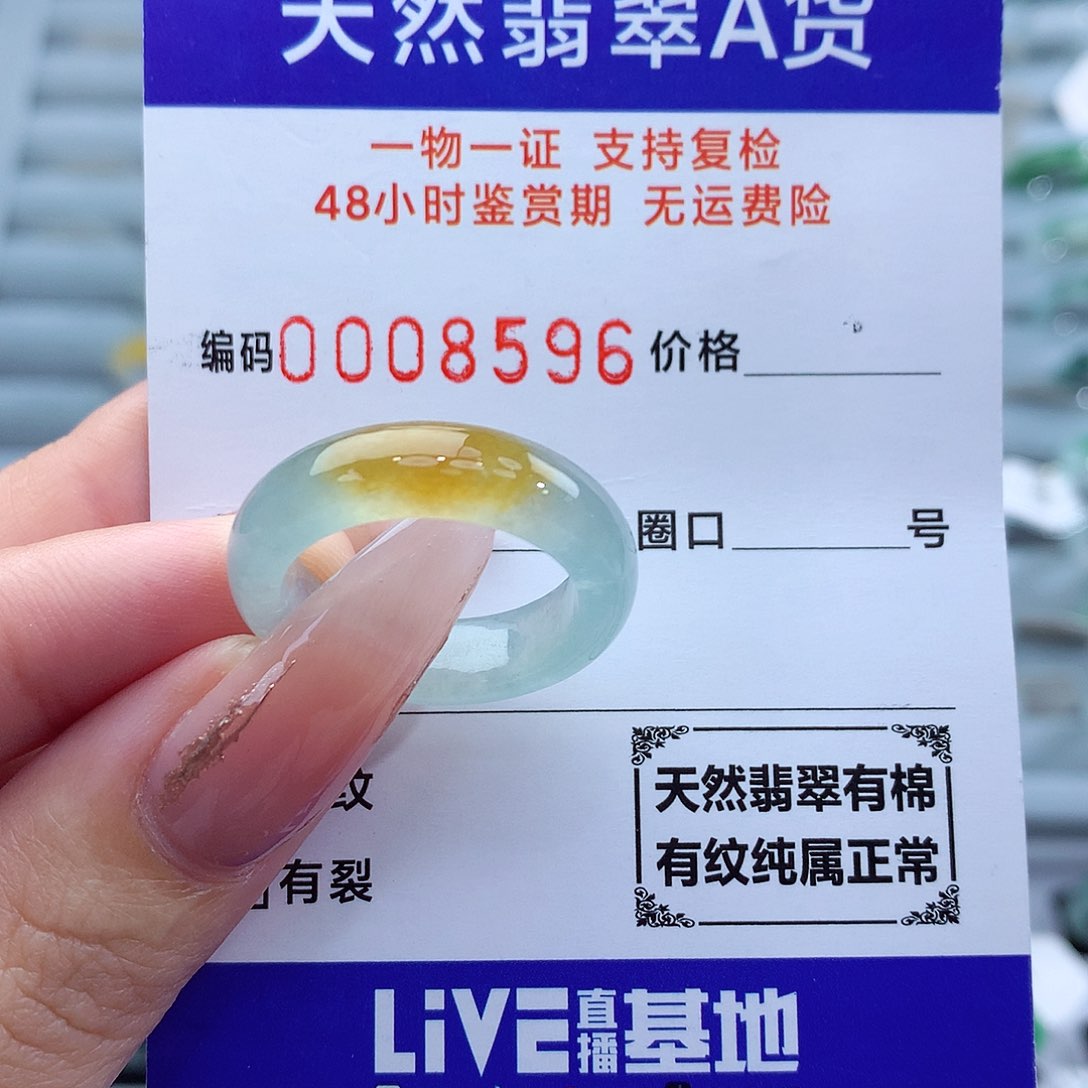 天然翡翠A货
一物一证 支持复检
48小时鉴赏期 无运费险
编码0008596 价格
圈口 号
纹
有裂
天然翡翠有棉
有纹纯属正常
LiVE直播基地